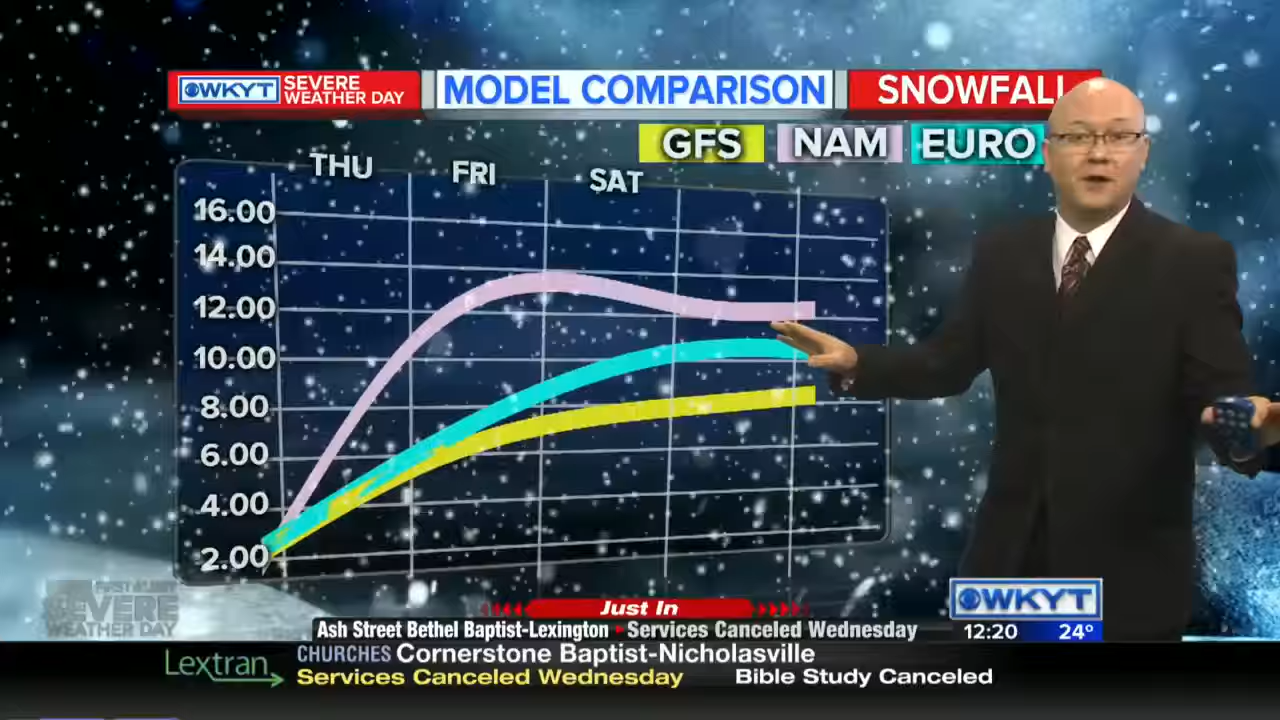 WKYT SEVERE WEATHER DAY MODEL COMPARISON SNOWFALL
GFS NAM EURO
THU FRI SAT
16.00
14.00
12.00
10.00
8.00
6.00
4.00
2.00
FIRST ALERT
SEVERE
WEATHER DAY
Just In
WKYT
Ash Street Bethel Baptist-Lexington • Services Canceled Wednesday
12:20 24°
Lextran
CHURCHES Cornerstone Baptist-Nicholasville
Services Canceled Wednesday Bible Study Canceled